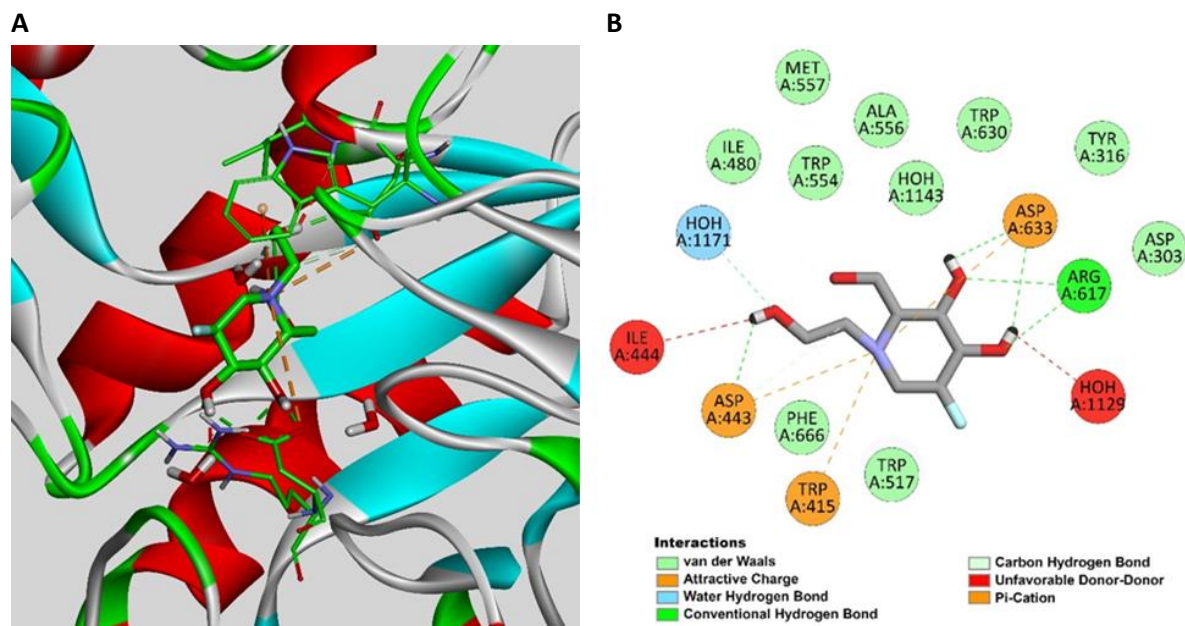 A
B
MET
A:557
ALA
A:556
TRP
A:630
TYR
A:316
ILE
A:480
TRP
A:554
HOH
A:1143
HOH
A:1171
ASP
A:633
ASP
A:303
ARG
A:617
ILE
A:444
HOH
A:1129
ASP
A:443
PHE
A:666
TRP
A:517
TRP
A:415
Interactions
van der Waals
Attractive Charge
Water Hydrogen Bond
Conventional Hydrogen Bond
Carbon Hydrogen Bond
Unfavorable Donor-Donor
Pi-Cation